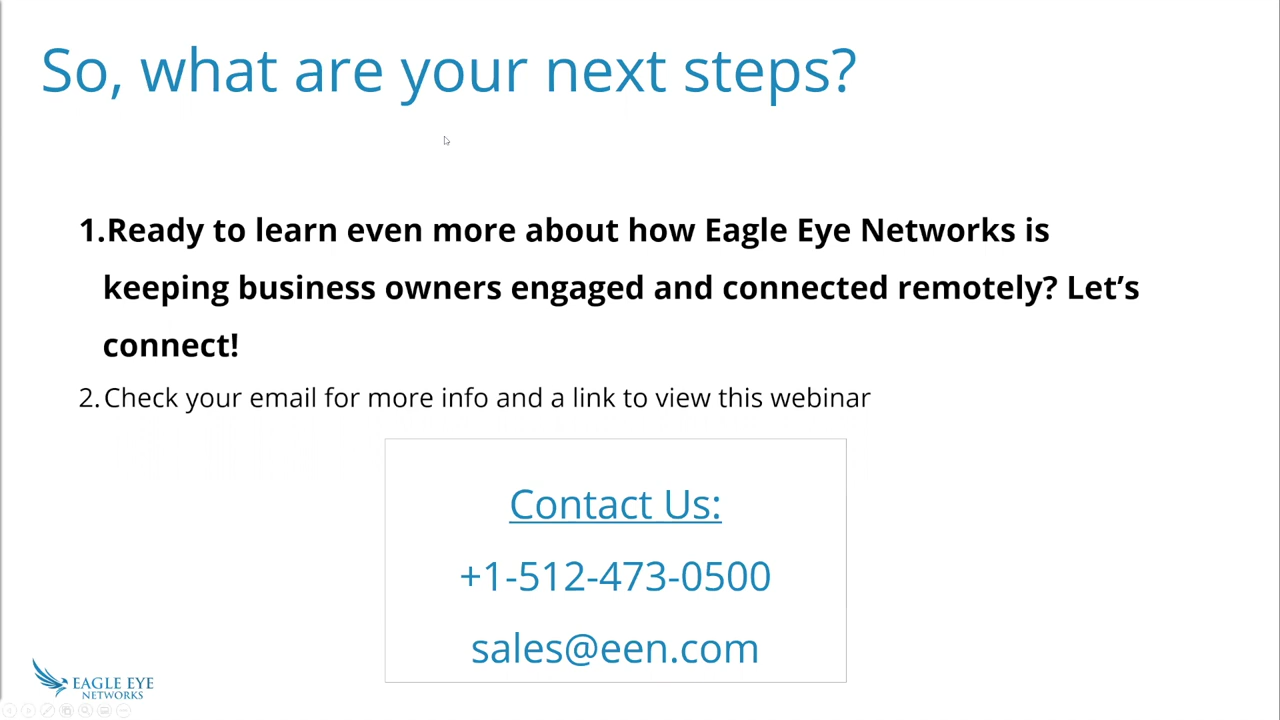 So, what are your next steps?
1.Ready to learn even more about how Eagle Eye Networks is
keeping business owners engaged and connected remotely? Let’s
connect!
2. Check your email for more info and a link to view this webinar
Contact Us:
+1-512-473-0500
sales@een.com
EAGLE EYE
NETWORKS